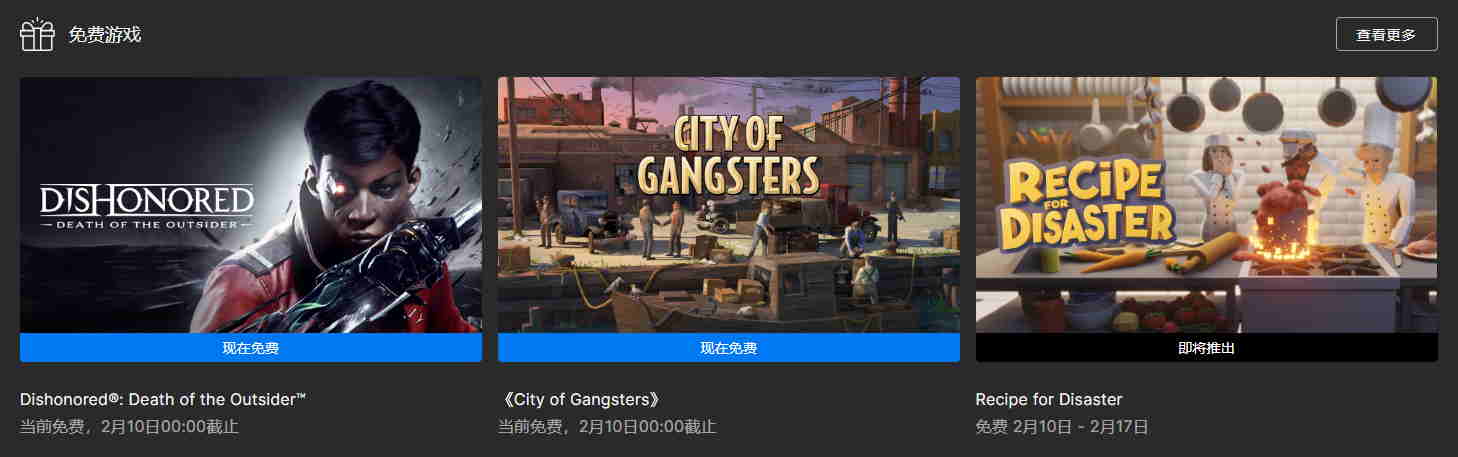 免费游戏
查看更多
DISHONORED
DEATH OF THE OUTSIDER
CITY OF
GANGSTERS
RECIPE
FOR
DISASTER
现在免费
现在免费
即将推出
Dishonored®: Death of the Outsider™
《City of Gangsters》
Recipe for Disaster
当前免费，2月10日00:00截止
当前免费，2月10日00:00截止
免费 2月10日 - 2月17日